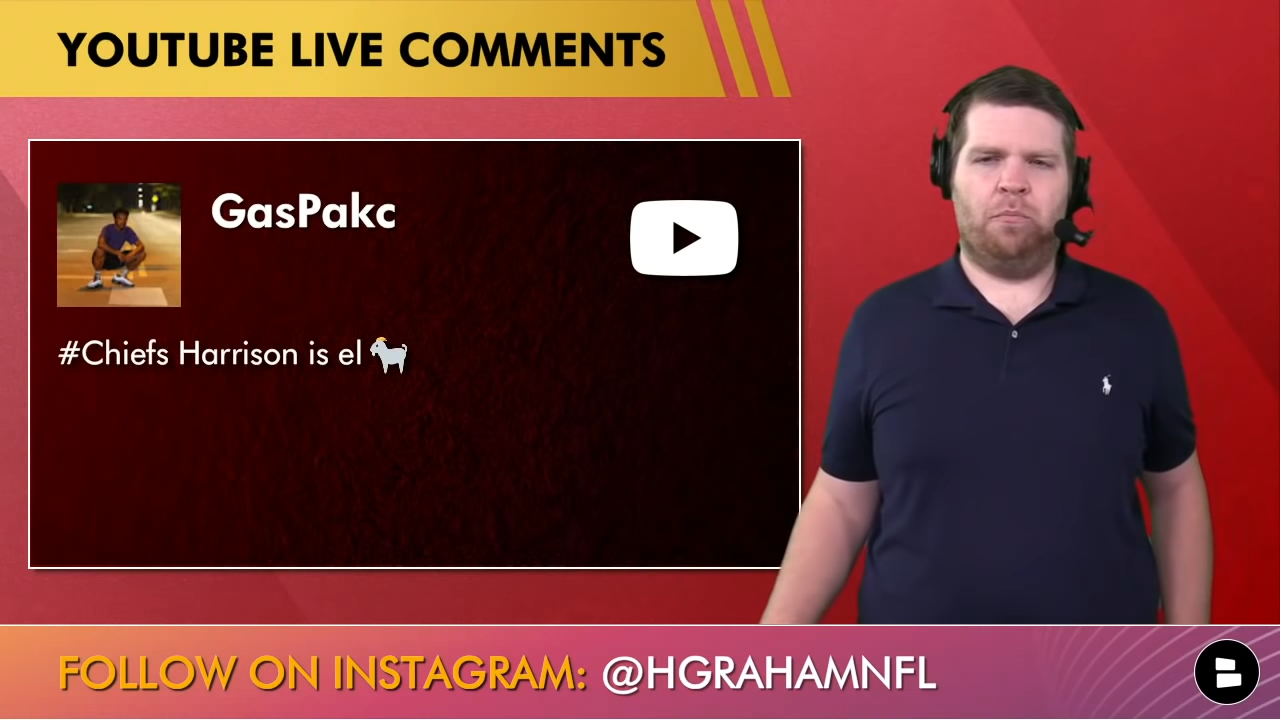 YOUTUBE LIVE COMMENTS
GasPakc
#Chiefs Harrison is el 🐐
FOLLOW ON INSTAGRAM: @HGRAHAMNFL